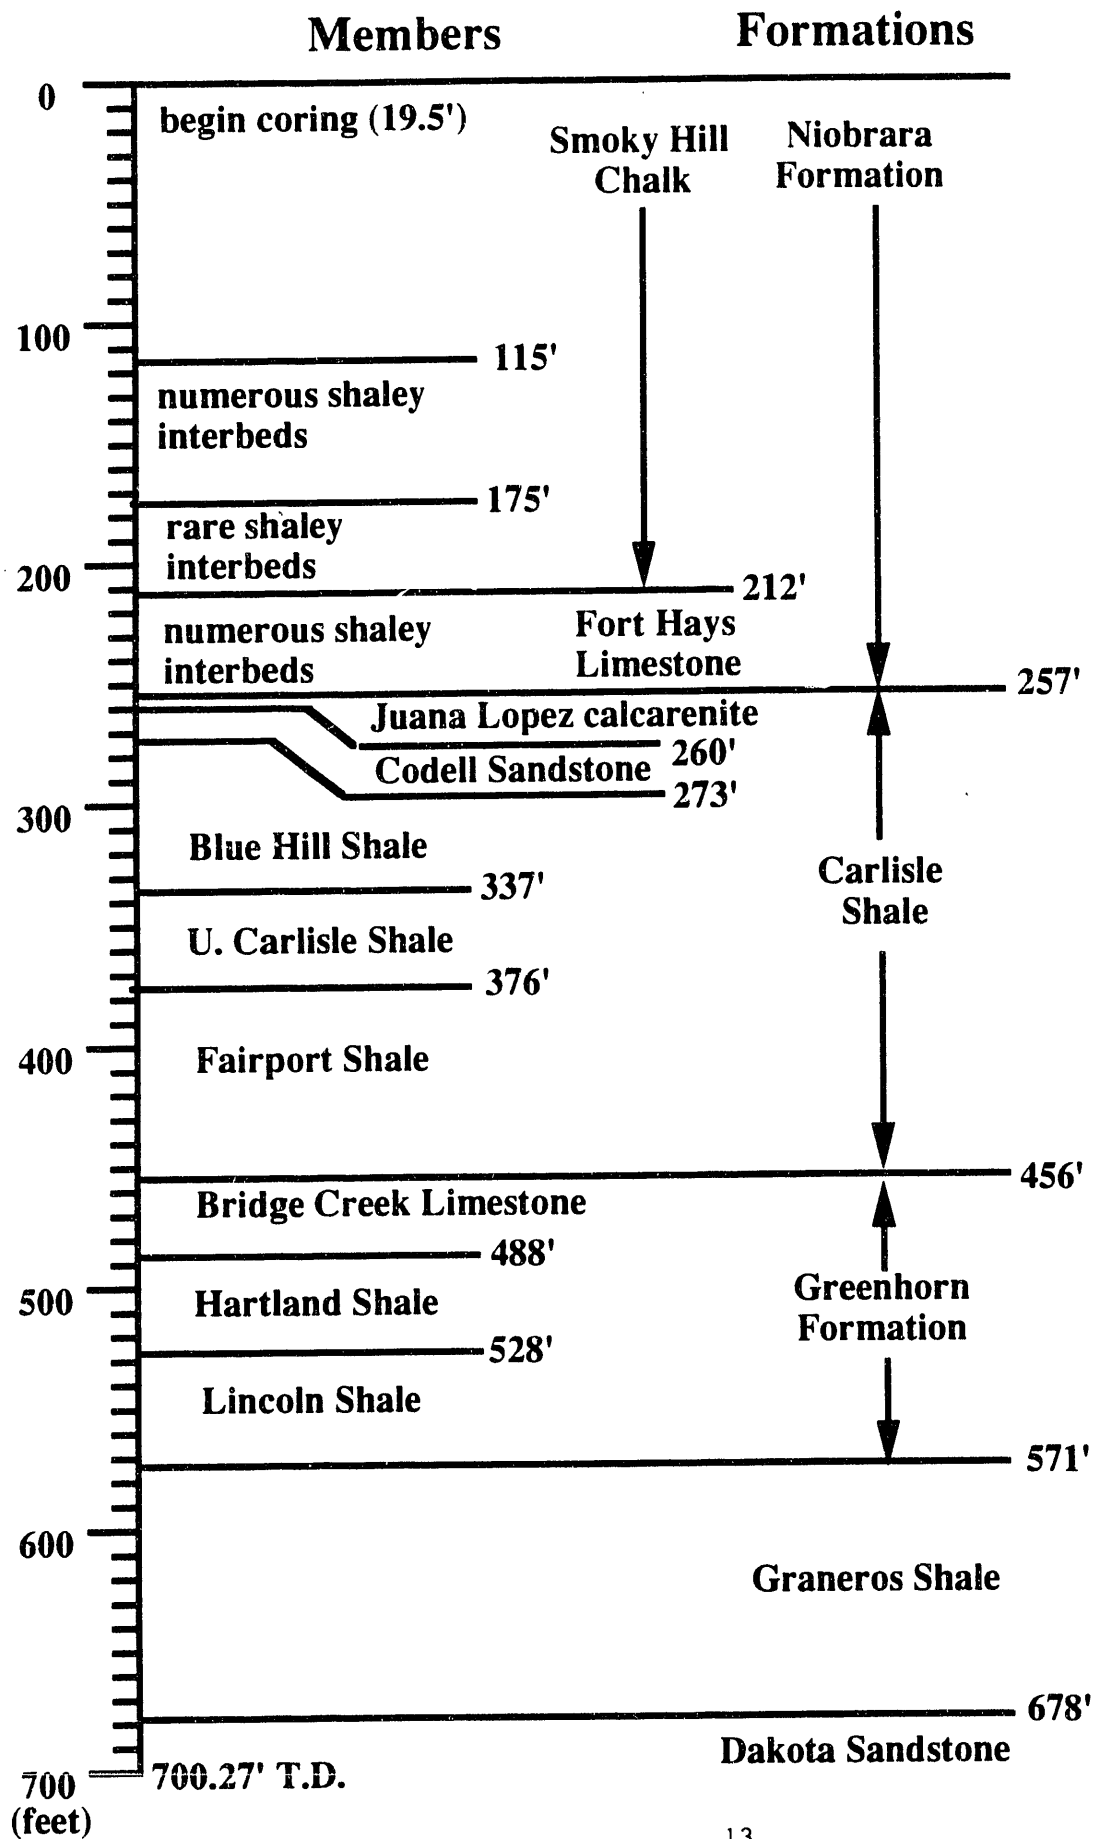 Members
Formations
0
begin coring (19.5')
Smoky Hill
Chalk
Niobrara
Formation
100
115'
numerous shaley
interbeds
175'
rare shaley
interbeds
200
212'
numerous shaley
interbeds
Fort Hays
Limestone
257'
Juana Lopez calcarenite
260'
Codell Sandstone
273'
300
Blue Hill Shale
337'
Carlisle
Shale
U. Carlisle Shale
376'
400
Fairport Shale
456'
Bridge Creek Limestone
488'
500
Hartland Shale
Greenhorn
Formation
528'
Lincoln Shale
571'
600
Graneros Shale
678'
Dakota Sandstone
700
(feet)
700.27' T.D.
13